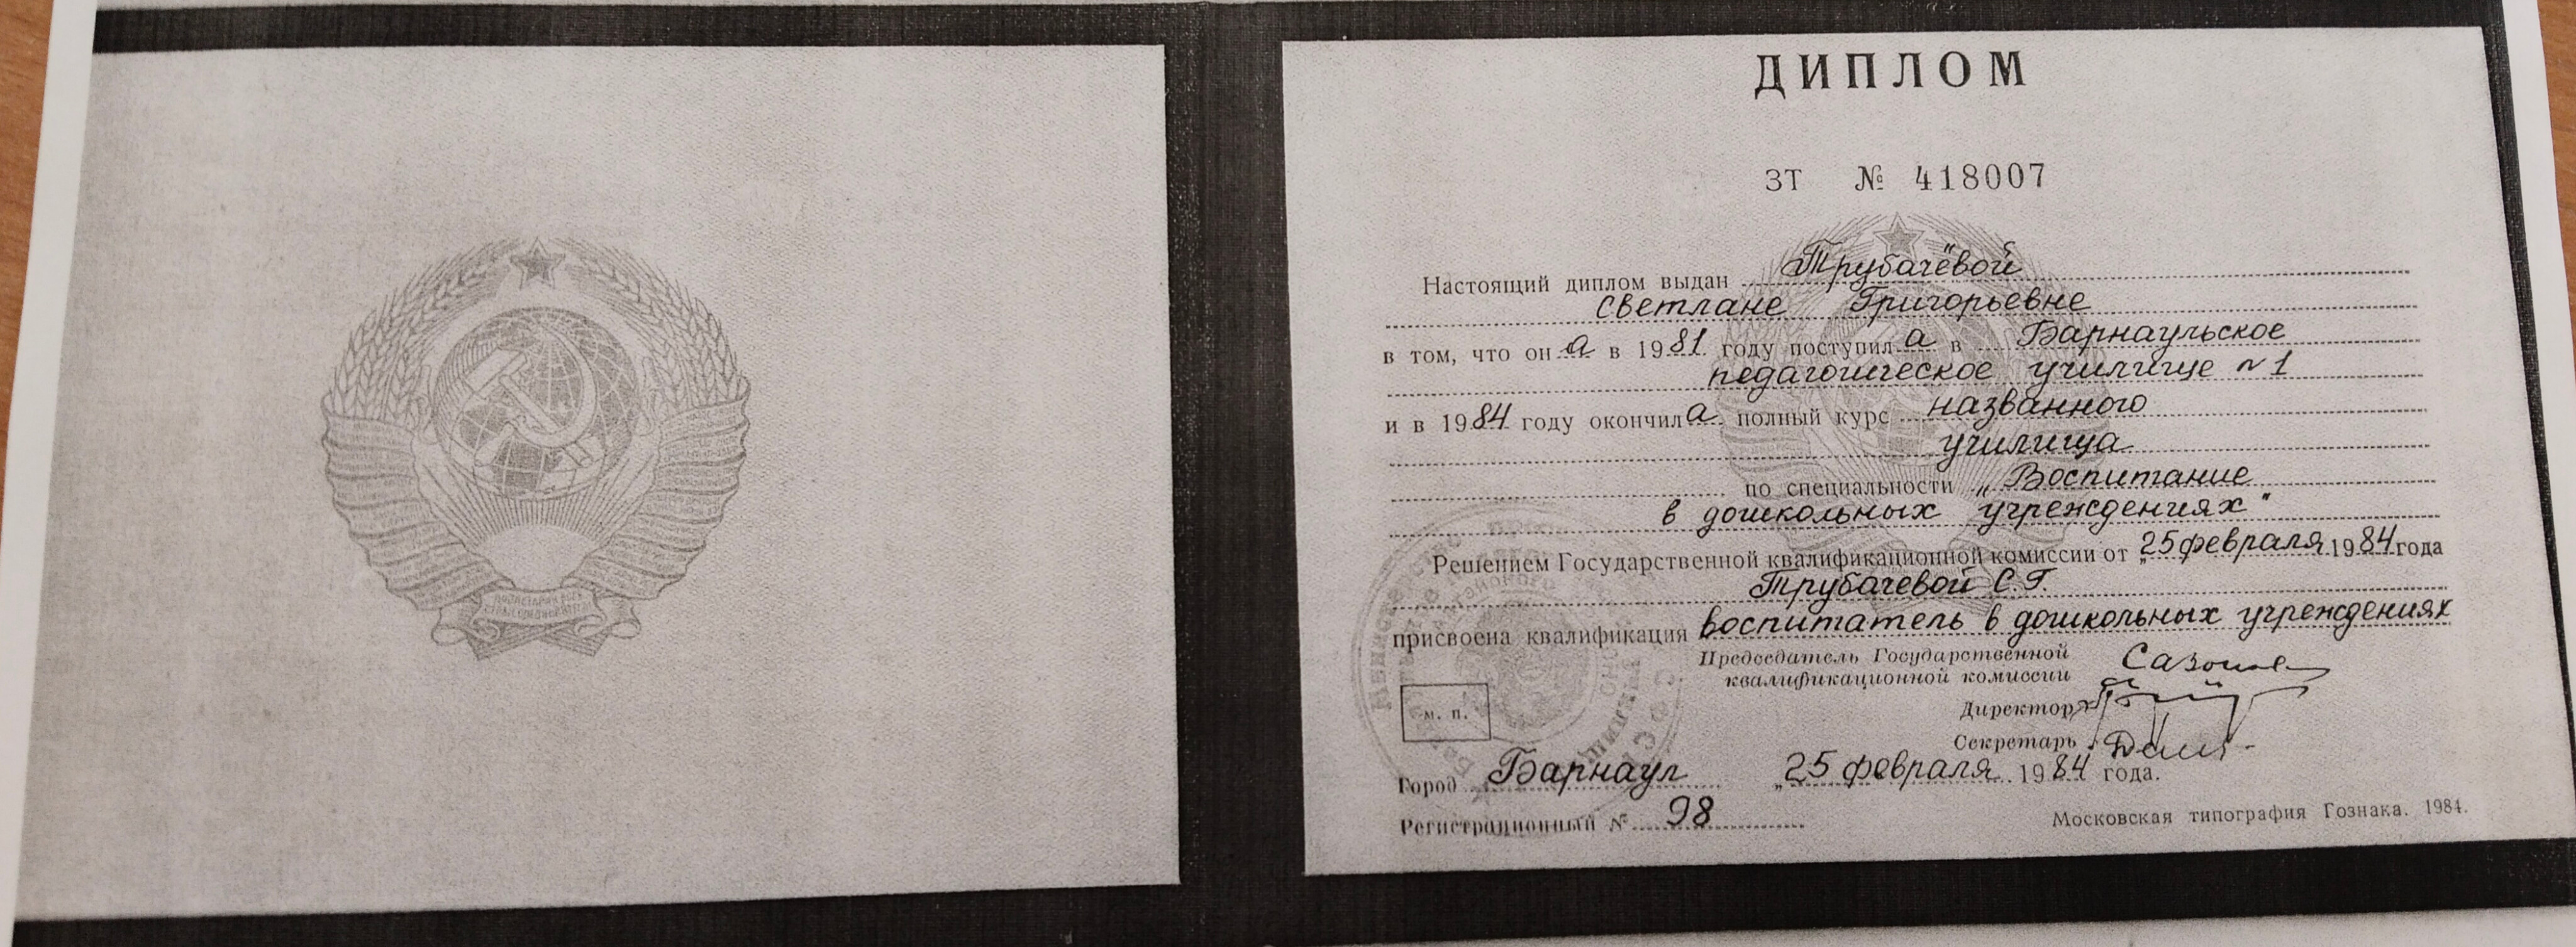 ДИПЛОМ
ЗТ № 418007
Настоящий диплом выдан Трубачёвой
Светлане Григорьевне
в том, что он а в 1981 году поступил а в Барнаульское
педагогическое училище №1
и в 1984 году окончил а полный курс названного
училища
по специальности „Воспитание
в дошкольных учреждениях“
Решением Государственной квалификационной комиссии от „25 февраля 1984 года
Трубачевой С.Г.
присвоена квалификация воспитатель в дошкольных учреждениях
Председатель Государственной
квалификационной комиссии
Директор
Секретарь
м. п.
Город Барнаул „25 февраля 1984 года.
Регистрационный № 98
Московская типография Гознака. 1984.